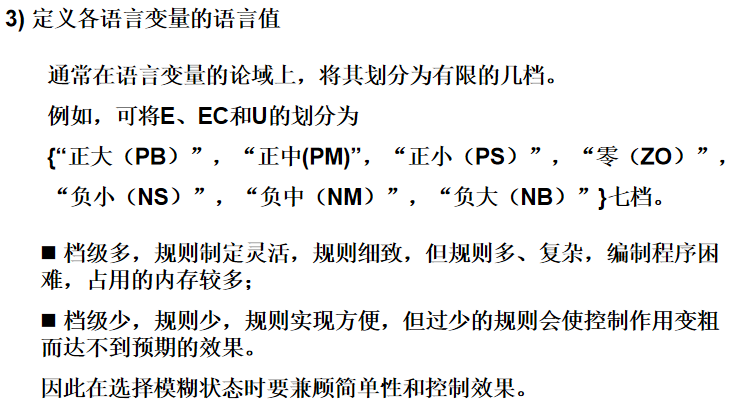 3) 定义各语言变量的语言值
通常在语言变量的论域上，将其划分为有限的几档。
例如，可将E、EC和U的划分为
{“正大（PB）”，“正中(PM)”，“正小（PS）”，“零（ZO）”，
“负小（NS）”，“负中（NM）”，“负大（NB）”}七档。
■ 档级多，规则制定灵活，规则细致，但规则多、复杂，编制程序困
难，占用的内存较多；
■ 档级少，规则少，规则实现方便，但过少的规则会使控制作用变粗
而达不到预期的效果。
因此在选择模糊状态时要兼顾简单性和控制效果。